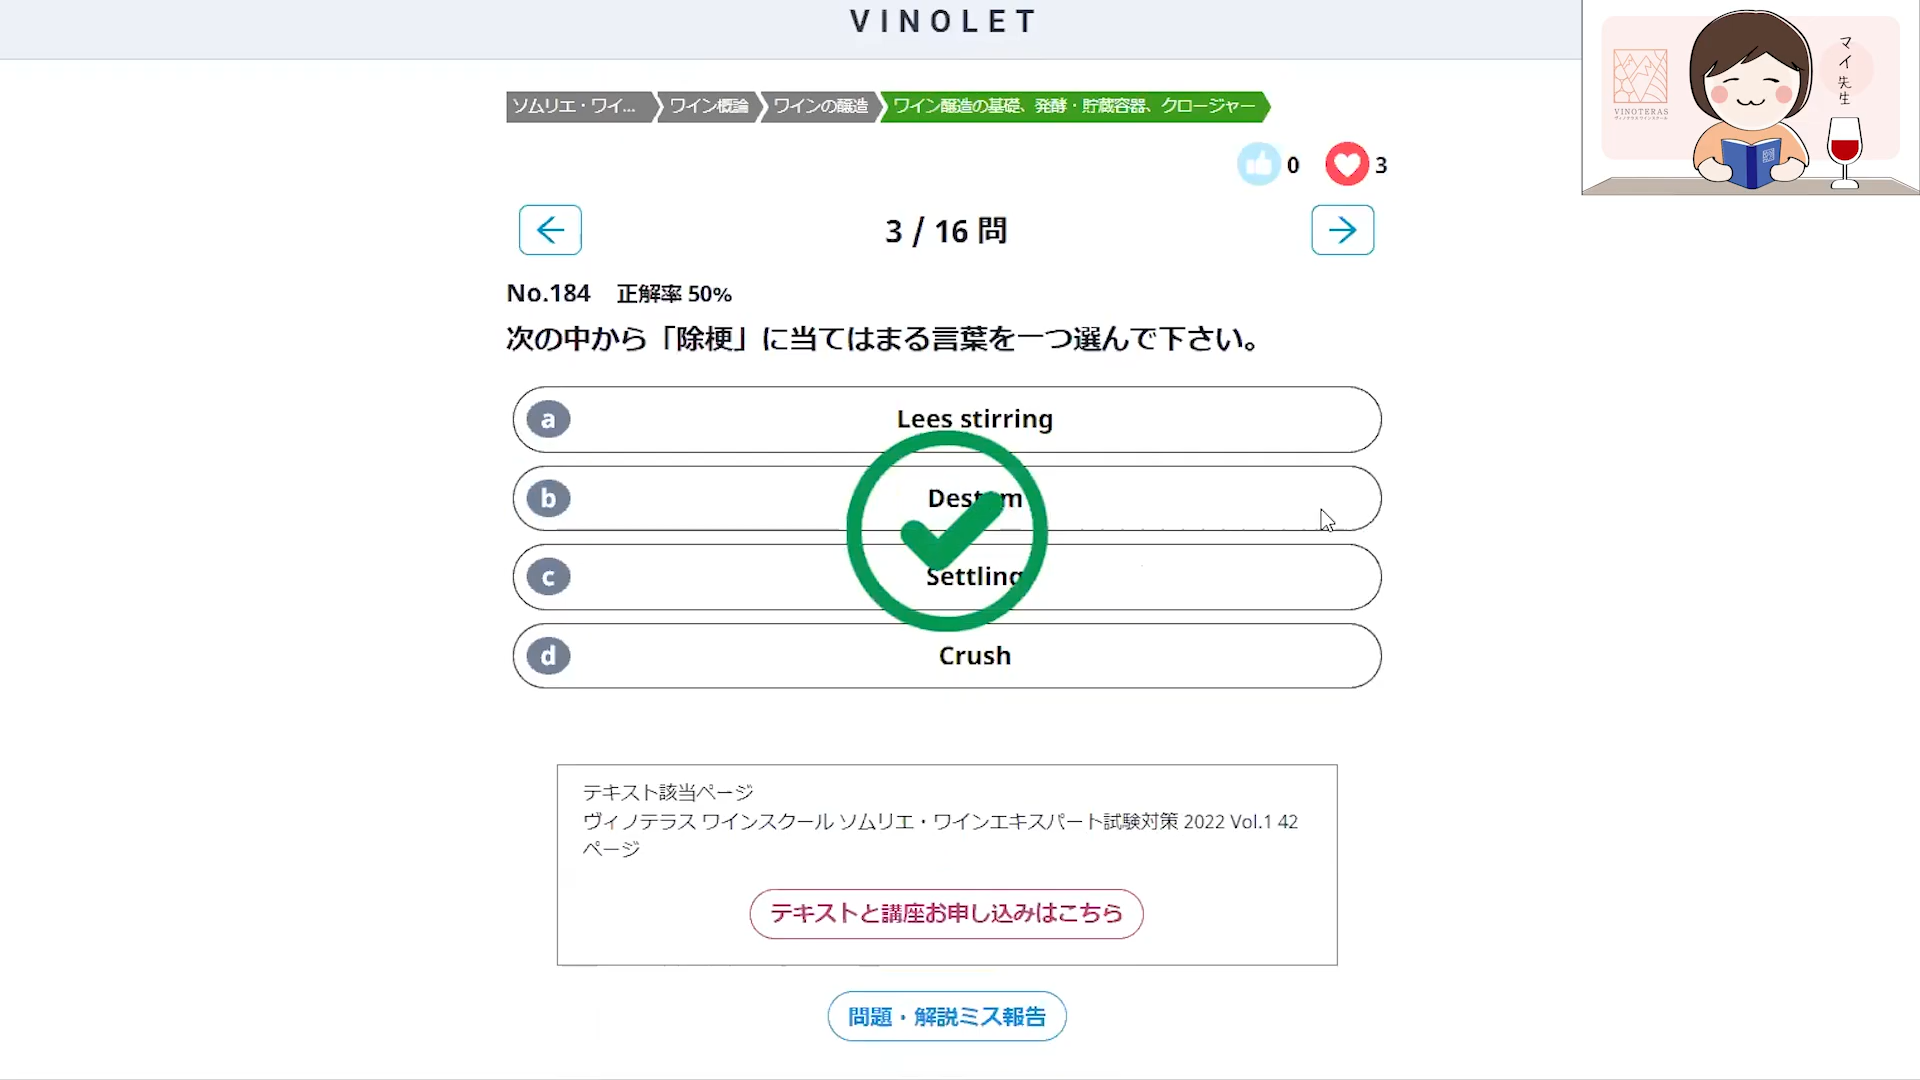 VINOLET
ソムリエ・ワイ... ワイン概論 ワインの醸造 ワイン醸造の基礎、発酵・貯蔵容器、クロージャー
マイ先生
VINOTERAS
0 3
3 / 16 問
No.184 正解率 50%
次の中から「除梗」に当てはまる言葉を一つ選んで下さい。
a Lees stirring
b Destem
c Settling
d Crush
テキスト該当ページ
ヴィノテラス ワインスクール ソムリエ・ワインエキスパート試験対策 2022 Vol.1 42
ページ
テキストと講座お申し込みはこちら
問題・解説ミス報告